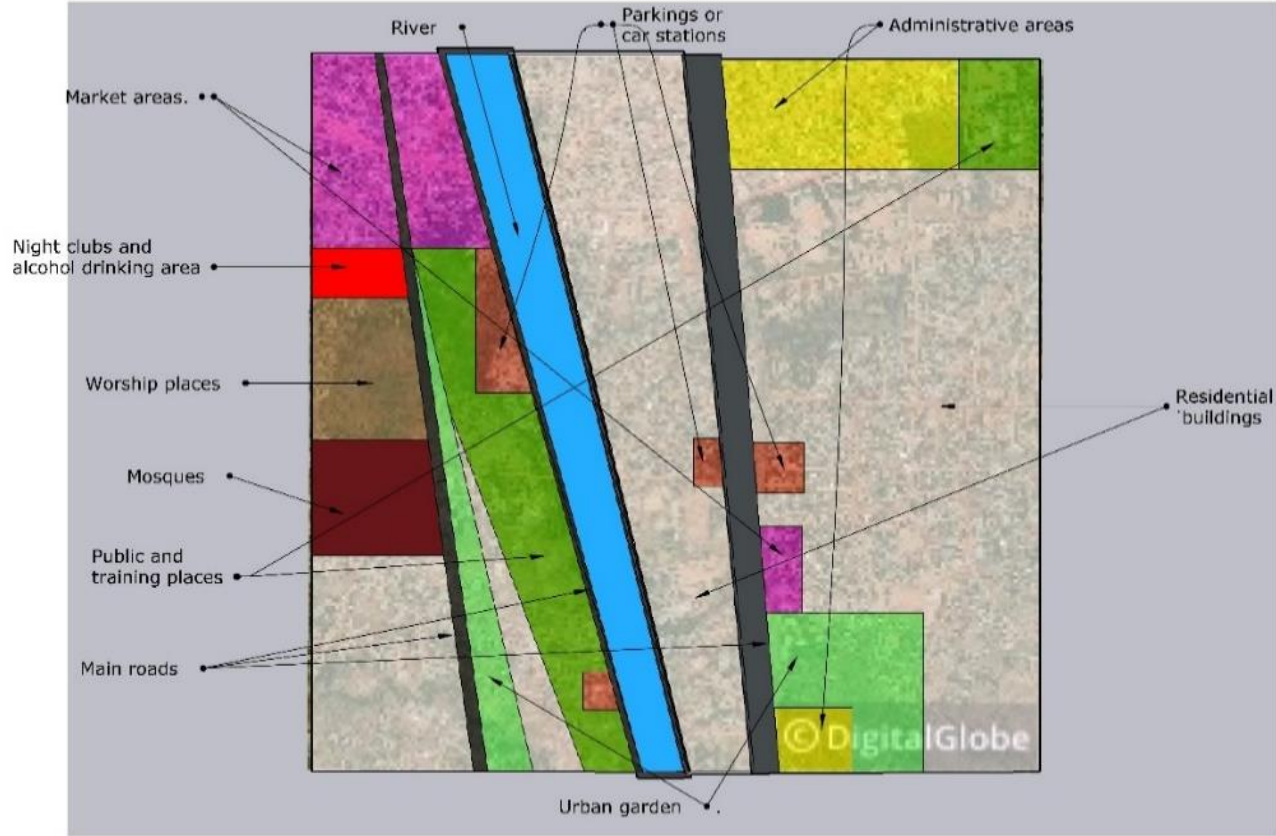 River
Parkings or
car stations
Administrative areas
Market areas.
Night clubs and
alcohol drinking area
Worship places
Residential
'buildings
Mosques
Public and
training places
Main roads
© DigitalGlobe
Urban garden
.